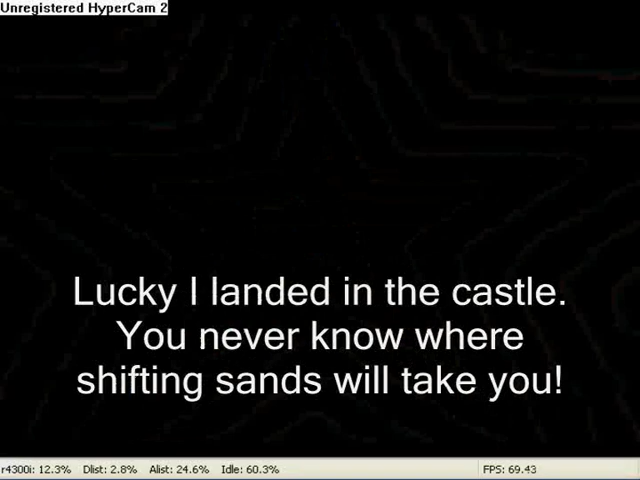 Unregistered HyperCam 2
Lucky I landed in the castle.
You never know where
shifting sands will take you!
r4300i: 12.3% Dlist: 2.8% Alist: 24.6% Idle: 60.3% FPS: 69.43